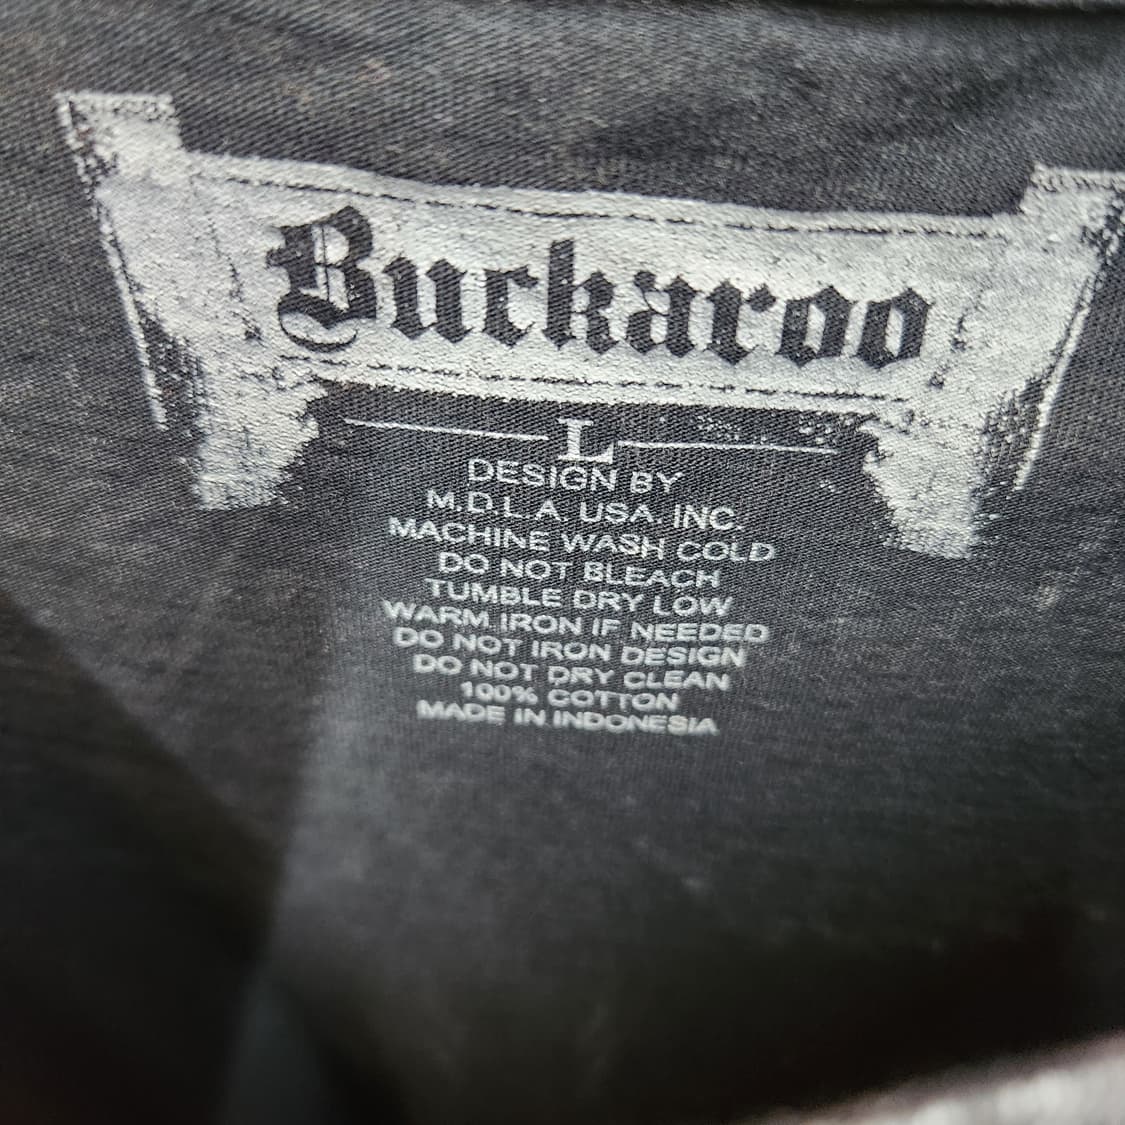 Buckaroo
L
DESIGN BY
M.D.L.A. USA. INC.
MACHINE WASH COLD
DO NOT BLEACH
TUMBLE DRY LOW
WARM IRON IF NEEDED
DO NOT IRON DESIGN
DO NOT DRY CLEAN
100% COTTON
MADE IN INDONESIA